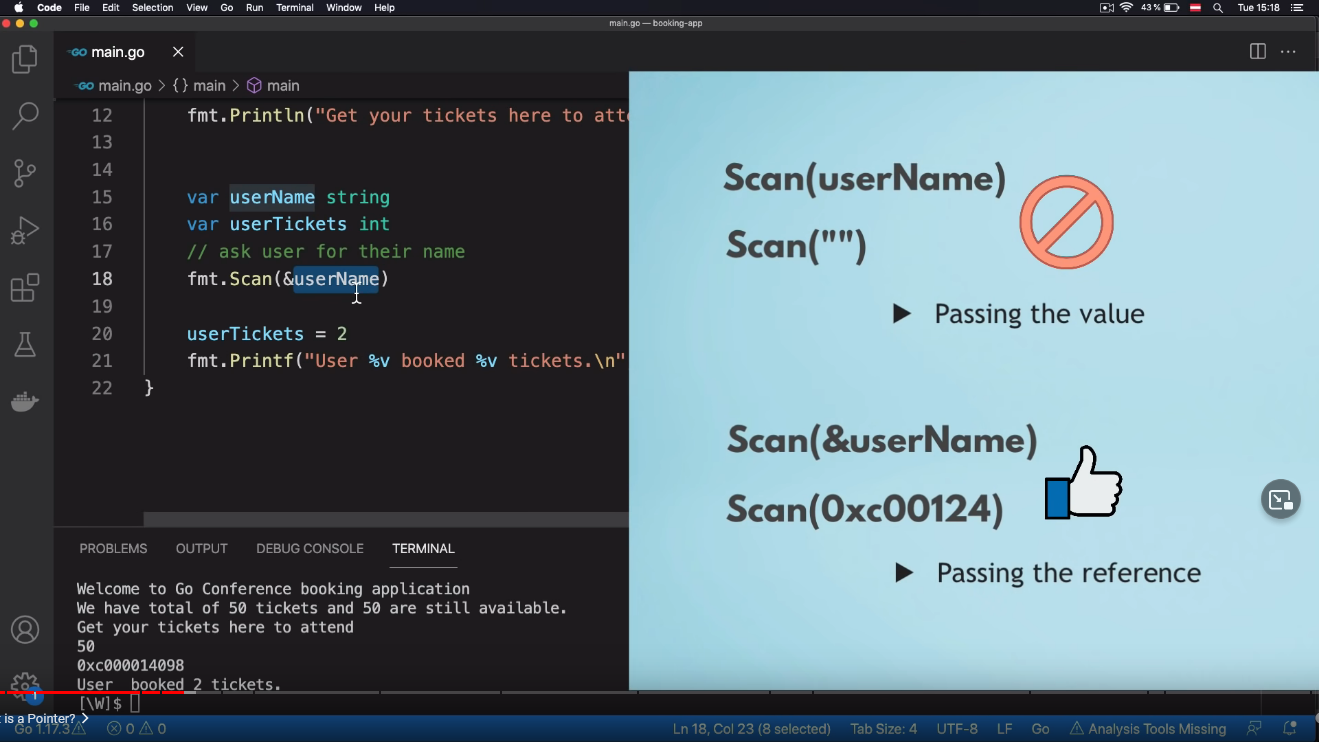 Code File Edit Selection View Go Run Terminal Window Help 43 % Tue 15:18
main.go — booking-app
GO main.go
GO main.go > {} main > main
12 fmt.Println("Get your tickets here to atte
13
14
15 var userName string
16 var userTickets int
17 // ask user for their name
18 fmt.Scan(&userName)
19
20 userTickets = 2
21 fmt.Printf("User %v booked %v tickets.\n"
22 }
Scan(userName)
Scan("")
Passing the value
Scan(&userName)
Scan(0xc00124)
Passing the reference
PROBLEMS OUTPUT DEBUG CONSOLE TERMINAL
Welcome to Go Conference booking application
We have total of 50 tickets and 50 are still available.
Get your tickets here to attend
50
0xc000014098
User  booked 2 tickets.
[\W]$
1
t is a Pointer? >
Go 1.17.3 0 0 Ln 18, Col 23 (8 selected) Tab Size: 4 UTF-8 LF Go Analysis Tools Missing